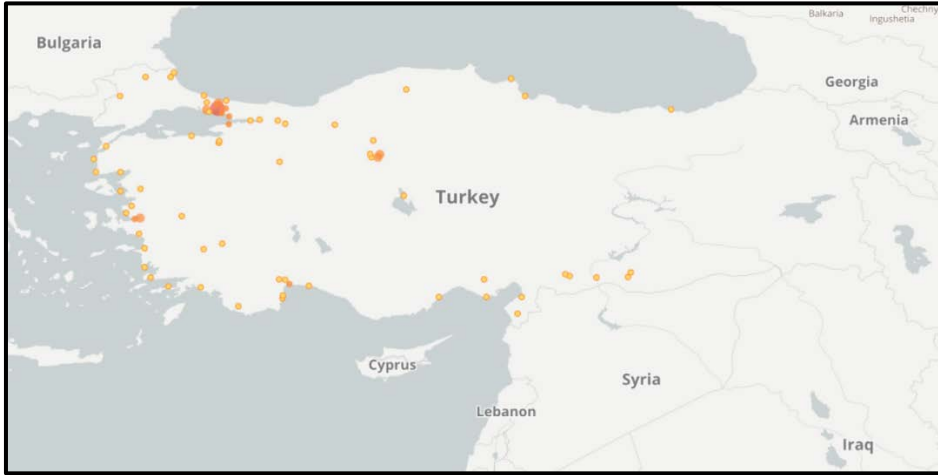 Balkaria
Chechny
Ingushetia
Bulgaria
Georgia
Armenia
Turkey
Cyprus
Syria
Lebanon
Iraq